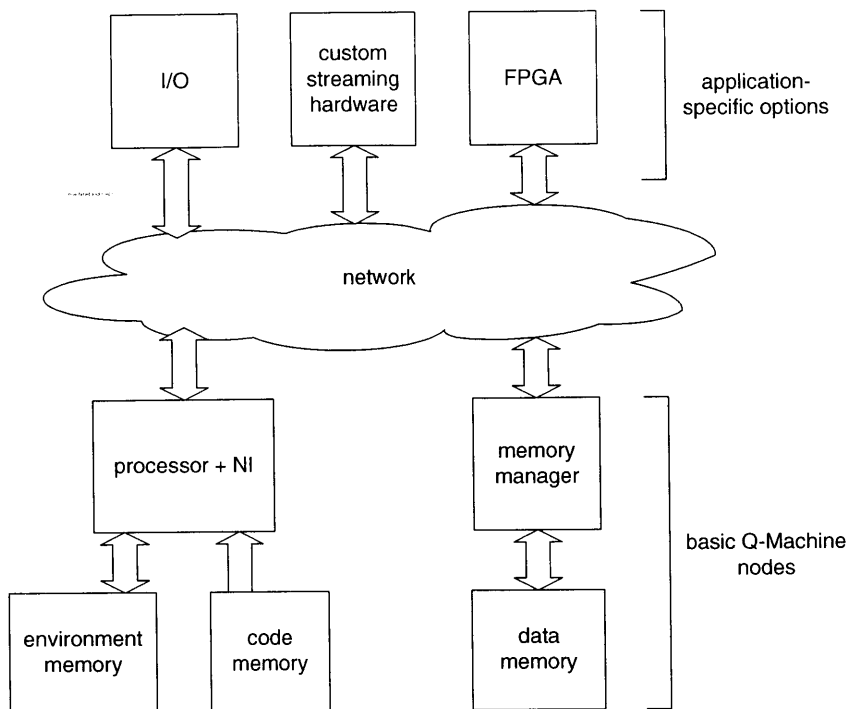 I/O
custom
streaming
hardware
FPGA
application-
specific options
network
processor + NI
memory
manager
basic Q-Machine
nodes
environment
memory
code
memory
data
memory